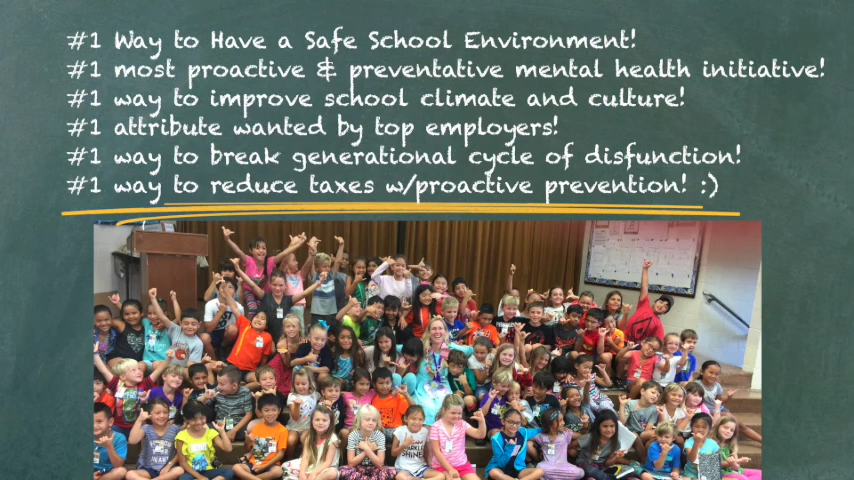 #1 Way to Have a Safe School Environment!
#1 most proactive & preventative mental health initiative!
#1 way to improve school climate and culture!
#1 attribute wanted by top employers!
#1 way to break generational cycle of disfunction!
#1 way to reduce taxes w/proactive prevention! :)
SPARKLE
SHINE